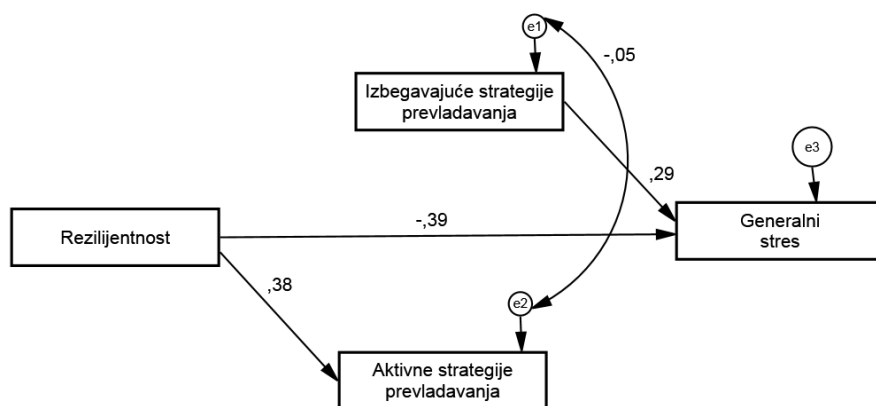 e1
-,05
Izbegavajuće strategije
prevladavanja
e3
,29
Rezilijentnost
-,39
Generalni
stres
,38
e2
Aktivne strategije
prevladavanja